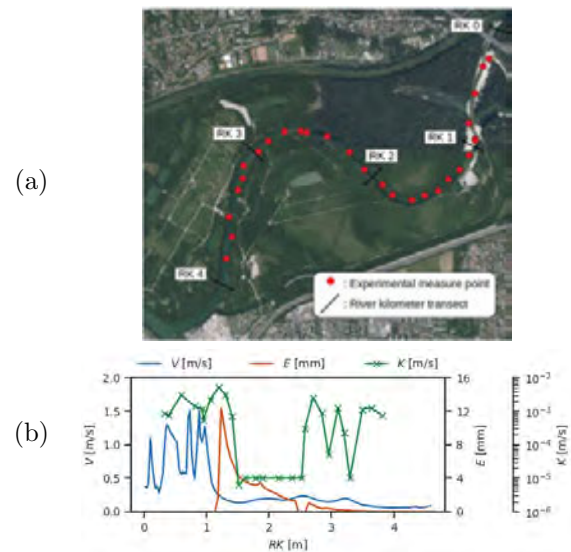 (a)
RK 0
RK 1
RK 2
RK 3
RK 4
: Experimental measure point
: River kilometer transect
(b)
V [m/s] E [mm] K [m/s]
2.0 16 10⁻²
1.5 12 10⁻³
1.0 8 10⁻⁴
0.5 4 10⁻⁵
0.0 0 10⁻⁶
V [m/s]
E [mm]
K [m/s]
0 1 2 3 4
RK [m]